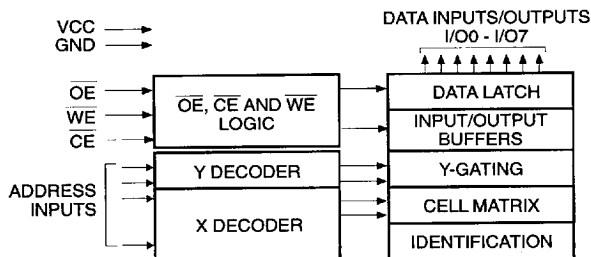 VCC
GND
DATA INPUTS/OUTPUTS
I/O0 - I/O7
OE
WE
CE
OE, CE AND WE
LOGIC
DATA LATCH
INPUT/OUTPUT
BUFFERS
ADDRESS
INPUTS
Y DECODER
Y-GATING
X DECODER
CELL MATRIX
IDENTIFICATION